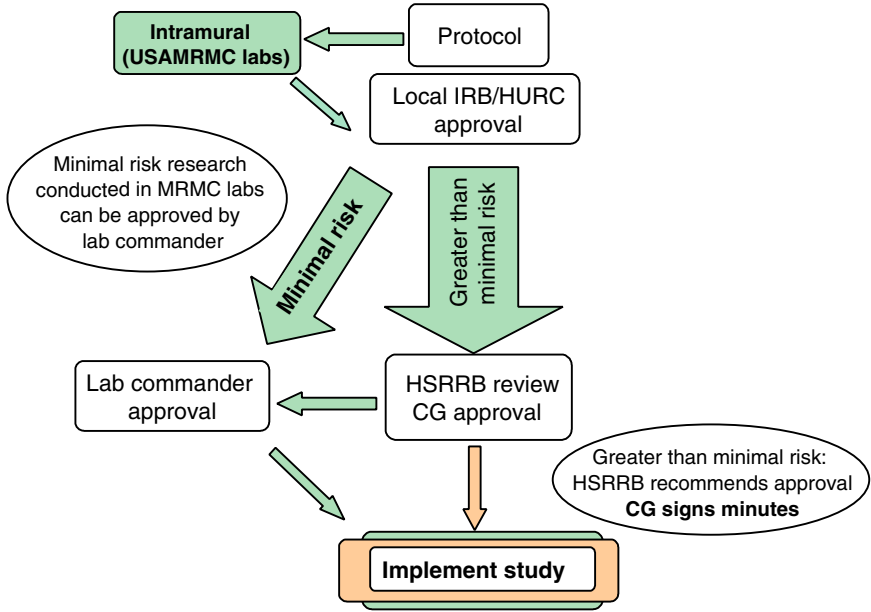 Intramural
(USAMRMC labs)
Protocol
Local IRB/HURC
approval
Minimal risk research
conducted in MRMC labs
can be approved by
lab commander
Minimal risk
Greater than
minimal risk
Lab commander
approval
HSRRB review
CG approval
Greater than minimal risk:
HSRRB recommends approval
CG signs minutes
Implement study